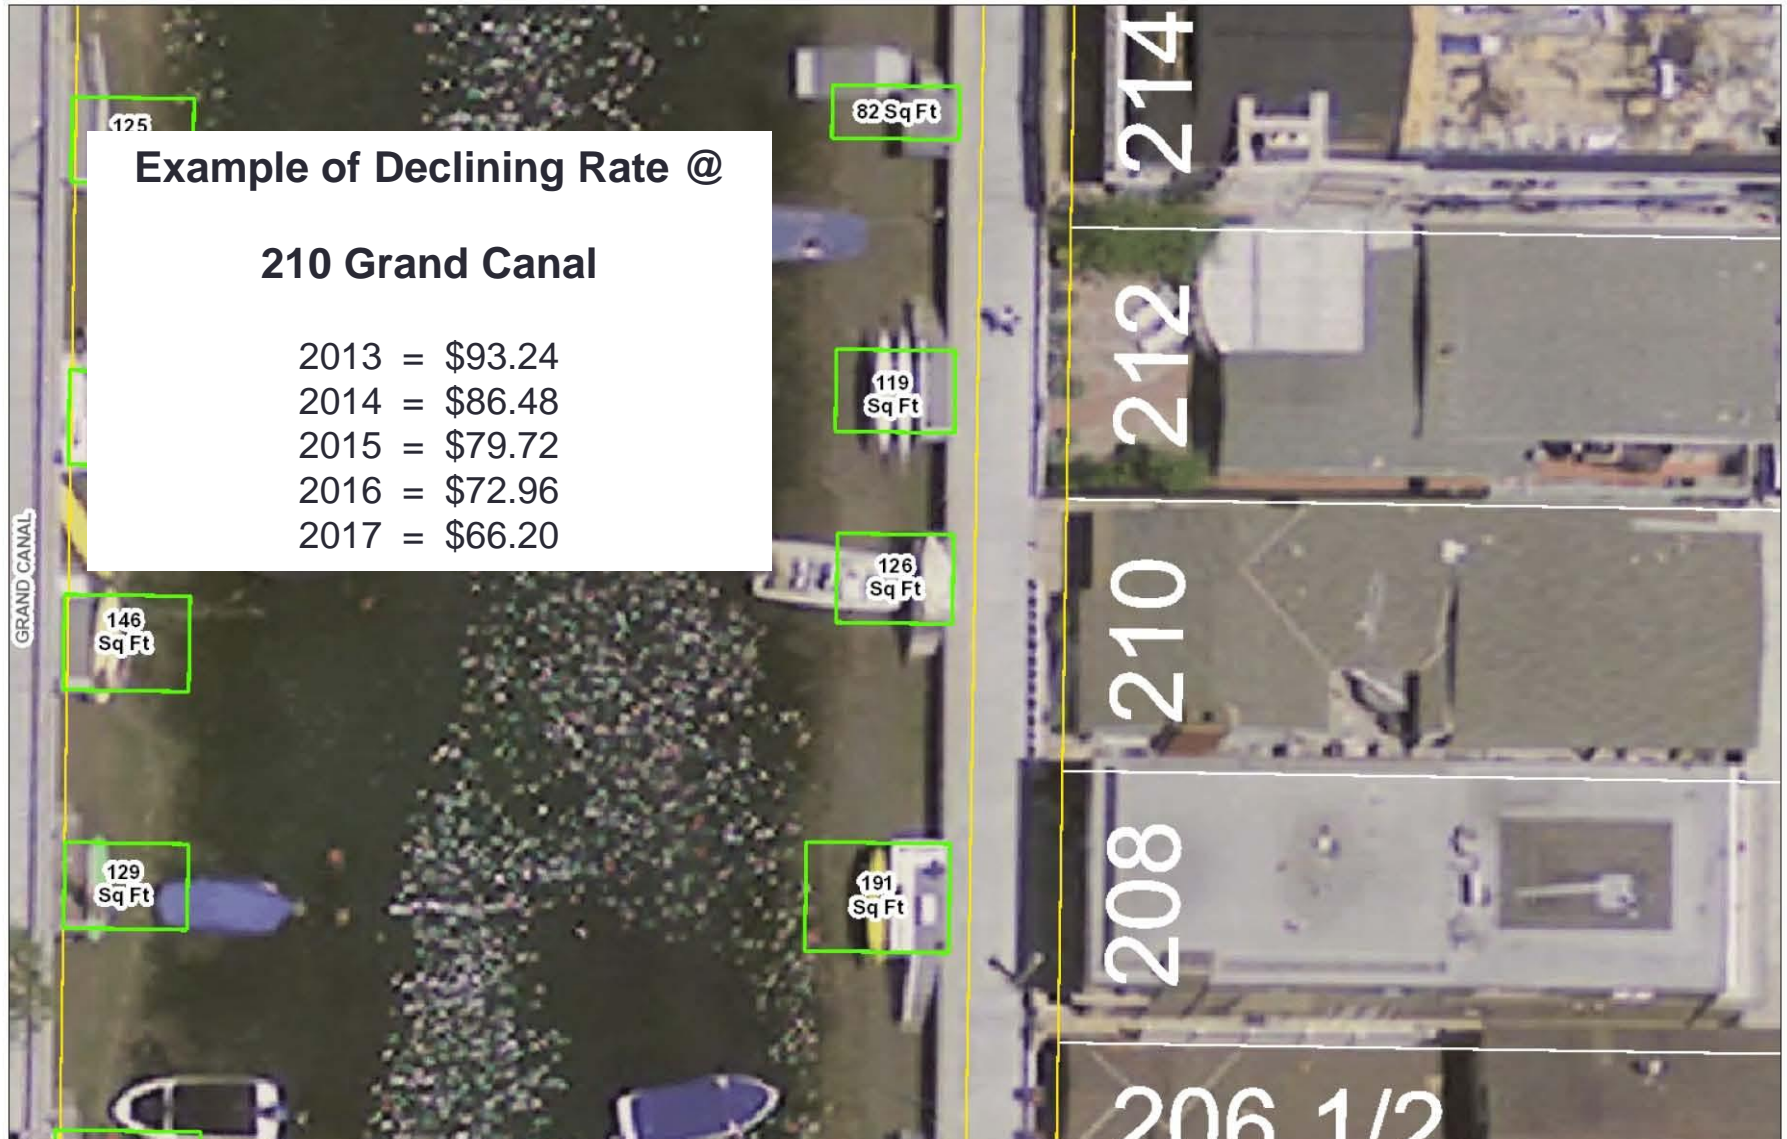 125
Example of Declining Rate @
210 Grand Canal
2013 = $93.24
2014 = $86.48
2015 = $79.72
2016 = $72.96
2017 = $66.20
GRAND CANAL
146
Sq Ft
129
Sq Ft
82 Sq Ft
119
Sq Ft
126
Sq Ft
191
Sq Ft
214
212
210
208
206 1/2